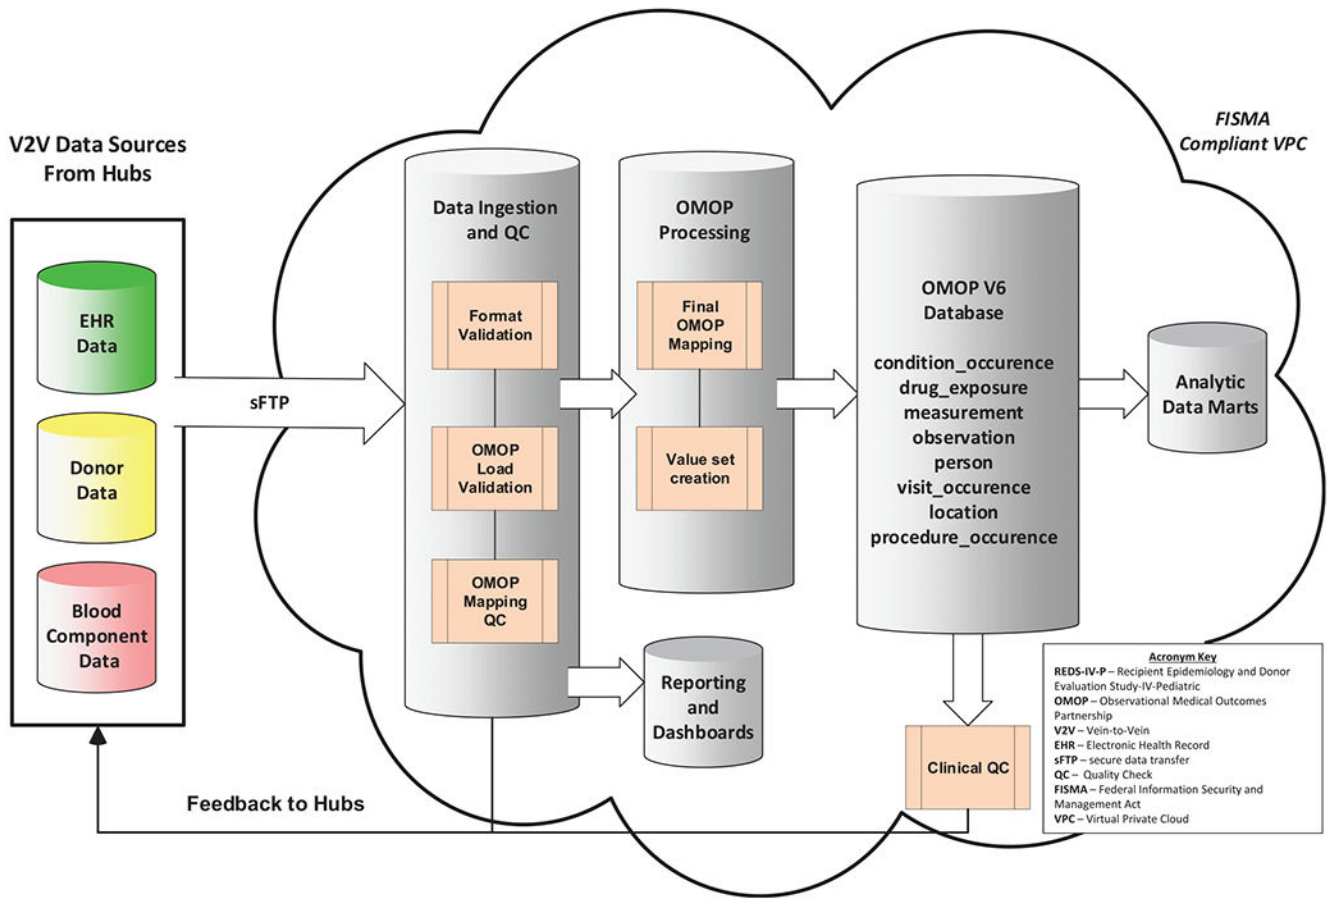 V2V Data Sources
From Hubs
EHR
Data
Donor
Data
Blood
Component
Data
sFTP
Data Ingestion
and QC
Format
Validation
OMOP
Load
Validation
OMOP
Mapping
QC
OMOP
Processing
Final
OMOP
Mapping
Value set
creation
Reporting
and
Dashboards
OMOP V6
Database
condition_occurence
drug_exposure
measurement
observation
person
visit_occurence
location
procedure_occurence
Analytic
Data Marts
FISMA
Compliant VPC
Clinical QC
Feedback to Hubs
Acronym Key
REDS-IV-P – Recipient Epidemiology and Donor
Evaluation Study-IV-Pediatric
OMOP – Observational Medical Outcomes
Partnership
V2V – Vein-to-Vein
EHR – Electronic Health Record
sFTP – secure data transfer
QC – Quality Check
FISMA – Federal Information Security and
Management Act
VPC – Virtual Private Cloud